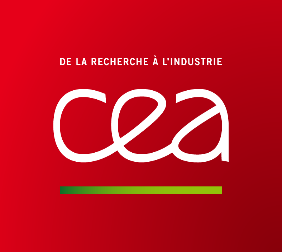 DE LA RECHERCHE À L'INDUSTRIE
cea